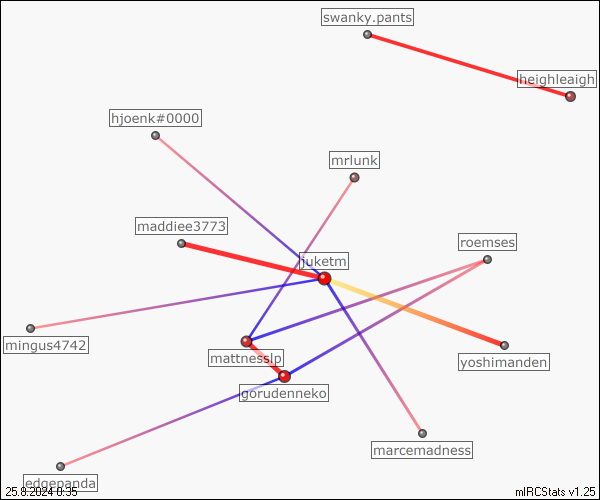 swanky.pants
heighleaigh
hjoenk#0000
mrlunk
maddiee3773
roemses
juketm
mingus4742
mattnesslp
yoshimanden
gorudenneko
marcemadness
edgepanda
25.8.2024 0:35
mIRCStats v1.25